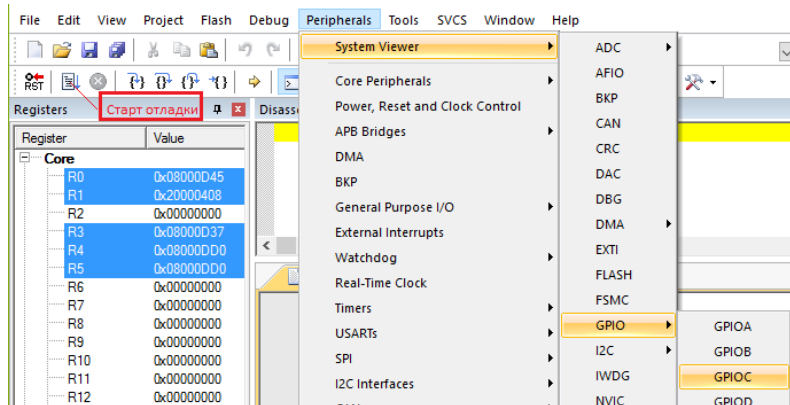 File Edit View Project Flash Debug Peripherals Tools SVCS Window Help
RST
Старт отладки
Registers
Disass
Register Value
Core
R0 0x08000D45
R1 0x20000408
R2 0x00000000
R3 0x08000D37
R4 0x08000DD0
R5 0x08000DD0
R6 0x00000000
R7 0x00000000
R8 0x00000000
R9 0x00000000
R10 0x00000000
R11 0x00000000
R12 0x00000000
System Viewer
Core Peripherals
Power, Reset and Clock Control
APB Bridges
DMA
BKP
General Purpose I/O
External Interrupts
Watchdog
Real-Time Clock
Timers
USARTs
SPI
I2C Interfaces
ADC
AFIO
BKP
CAN
CRC
DAC
DBG
DMA
EXTI
FLASH
FSMC
GPIO
I2C
IWDG
NVIC
GPIOA
GPIOB
GPIOC
GPIOD